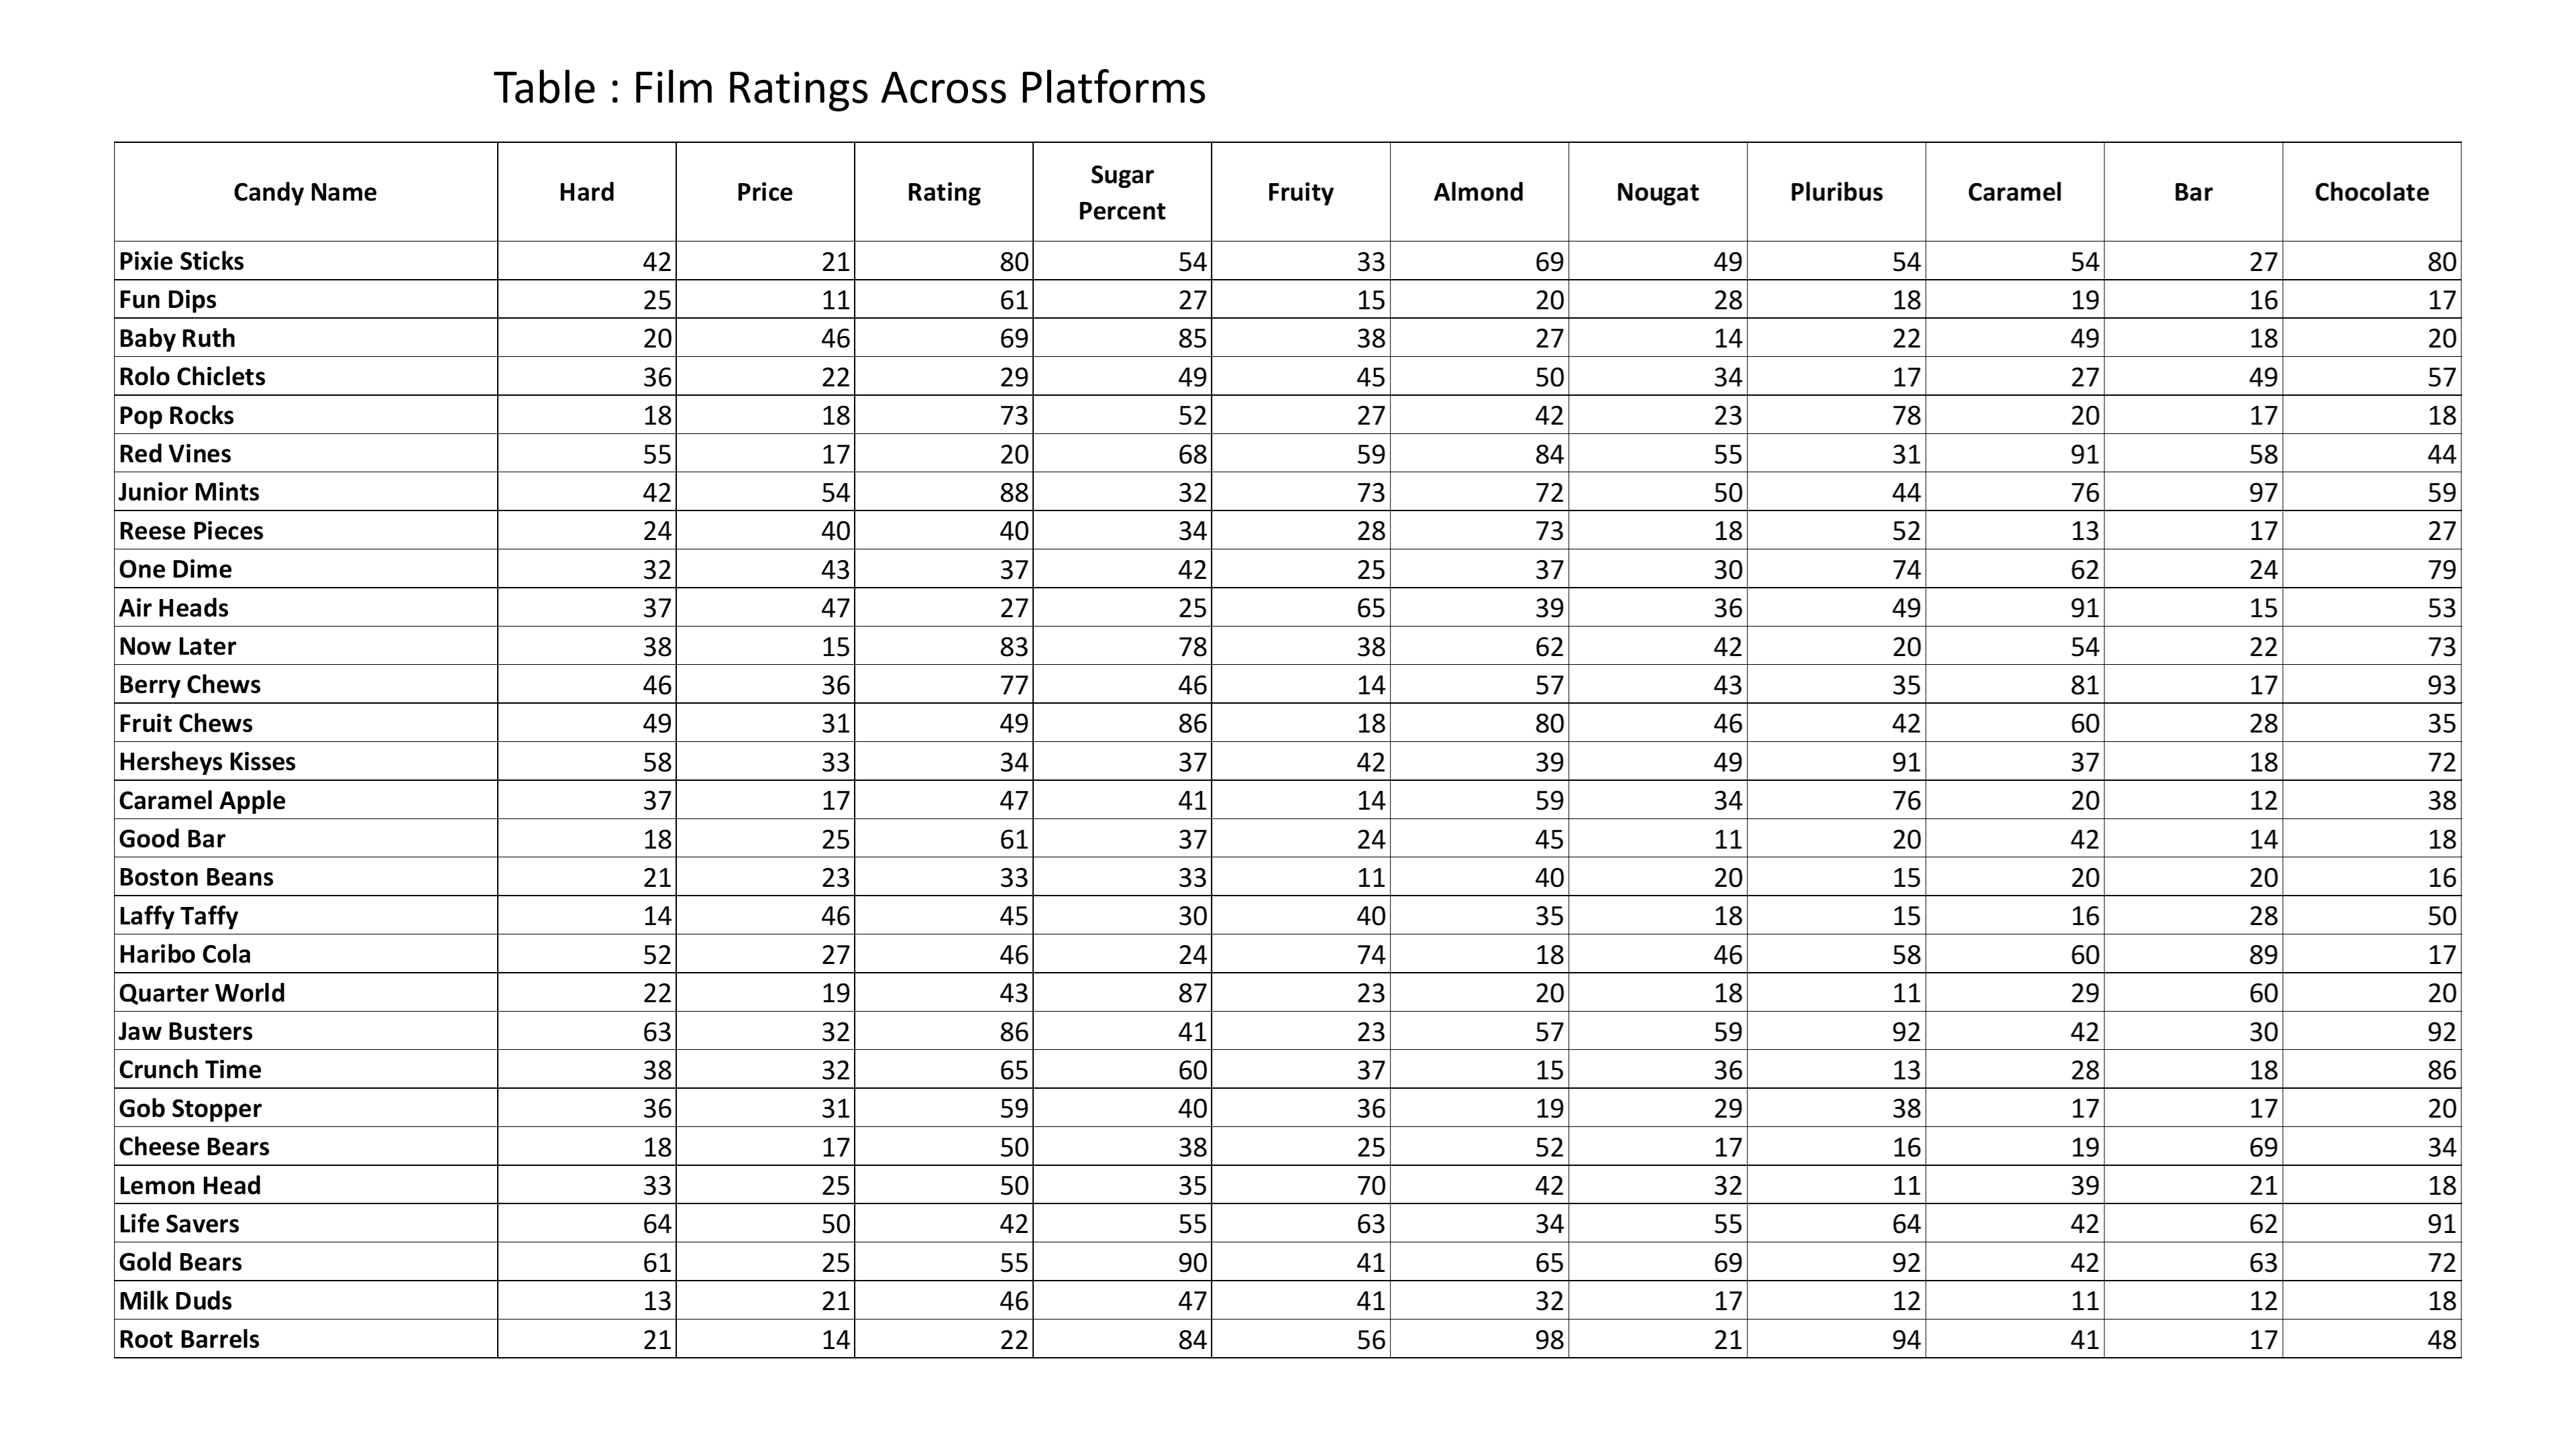 Table : Film Ratings Across Platforms
Candy Name Hard Price Rating Sugar Percent Fruity Almond Nougat Pluribus Caramel Bar Chocolate
Pixie Sticks 42 21 80 54 33 69 49 54 54 27 80
Fun Dips 25 11 61 27 15 20 28 18 19 16 17
Baby Ruth 20 46 69 85 38 27 14 22 49 18 20
Rolo Chiclets 36 22 29 49 45 50 34 17 27 49 57
Pop Rocks 18 18 73 52 27 42 23 78 20 17 18
Red Vines 55 17 20 68 59 84 55 31 91 58 44
Junior Mints 42 54 88 32 73 72 50 44 76 97 59
Reese Pieces 24 40 40 34 28 73 18 52 13 17 27
One Dime 32 43 37 42 25 37 30 74 62 24 79
Air Heads 37 47 27 25 65 39 36 49 91 15 53
Now Later 38 15 83 78 38 62 42 20 54 22 73
Berry Chews 46 36 77 46 14 57 43 35 81 17 93
Fruit Chews 49 31 49 86 18 80 46 42 60 28 35
Hersheys Kisses 58 33 34 37 42 39 49 91 37 18 72
Caramel Apple 37 17 47 41 14 59 34 76 20 12 38
Good Bar 18 25 61 37 24 45 11 20 42 14 18
Boston Beans 21 23 33 33 11 40 20 15 20 20 16
Laffy Taffy 14 46 45 30 40 35 18 15 16 28 50
Haribo Cola 52 27 46 24 74 18 46 58 60 89 17
Quarter World 22 19 43 87 23 20 18 11 29 60 20
Jaw Busters 63 32 86 41 23 57 59 92 42 30 92
Crunch Time 38 32 65 60 37 15 36 13 28 18 86
Gob Stopper 36 31 59 40 36 19 29 38 17 17 20
Cheese Bears 18 17 50 38 25 52 17 16 19 69 34
Lemon Head 33 25 50 35 70 42 32 11 39 21 18
Life Savers 64 50 42 55 63 34 55 64 42 62 91
Gold Bears 61 25 55 90 41 65 69 92 42 63 72
Milk Duds 13 21 46 47 41 32 17 12 11 12 18
Root Barrels 21 14 22 84 56 98 21 94 41 17 48